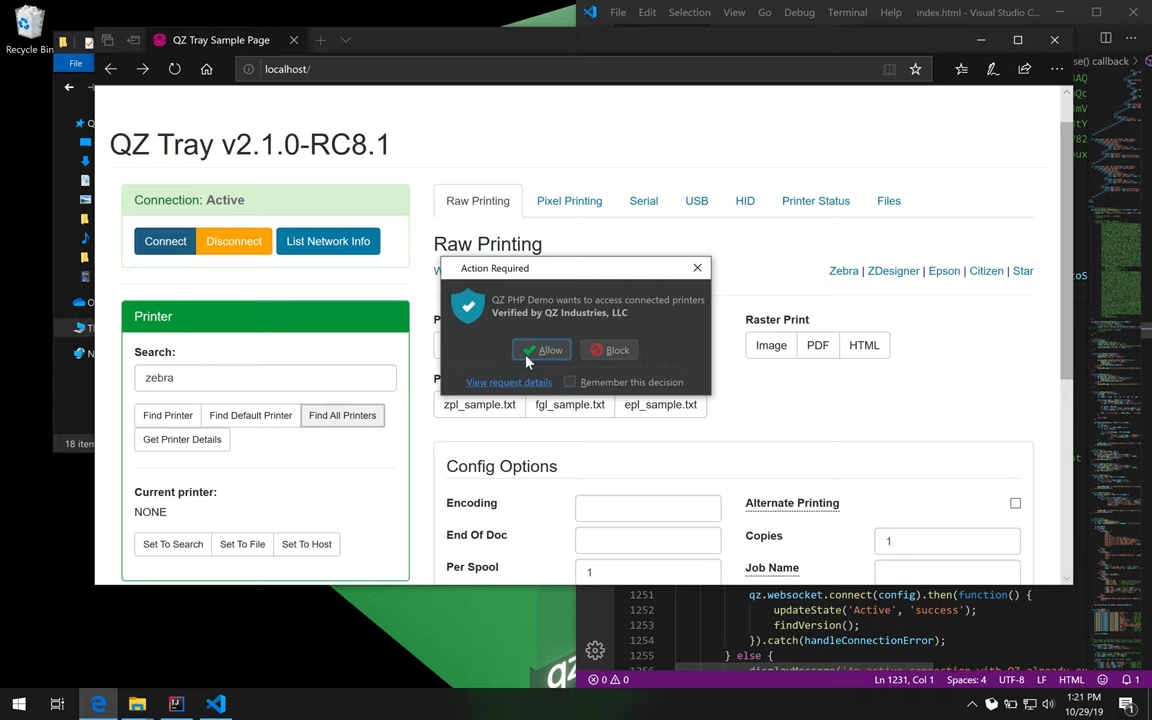 Recycle Bin
File
18 item
QZ Tray Sample Page
localhost/
File Edit Selection View Go Debug Terminal Help index.html - Visual Studio C...
se() callback
QZ Tray v2.1.0-RC8.1
Connection: Active
Connect Disconnect List Network Info
Printer
Search:
zebra
Find Printer Find Default Printer Find All Printers
Get Printer Details
Current printer:
NONE
Set To Search Set To File Set To Host
Raw Printing Pixel Printing Serial USB HID Printer Status Files
Raw Printing
Zebra | ZDesigner | Epson | Citizen | Star
Action Required
QZ PHP Demo wants to access connected printers
Verified by QZ Industries, LLC
Allow Block
View request details Remember this decision
Raster Print
Image PDF HTML
zpl_sample.txt fgl_sample.txt epl_sample.txt
Config Options
Encoding
End Of Doc
Per Spool 1
Alternate Printing
Copies 1
Job Name
1251 qz.websocket.connect(config).then(function() {
1252 updateState('Active', 'success');
1253 findVersion();
1254 }).catch(handleConnectionError);
1255 } else {
qz
0 0 Ln 1231, Col 1 Spaces: 4 UTF-8 LF HTML 1
1:21 PM
10/29/19
1